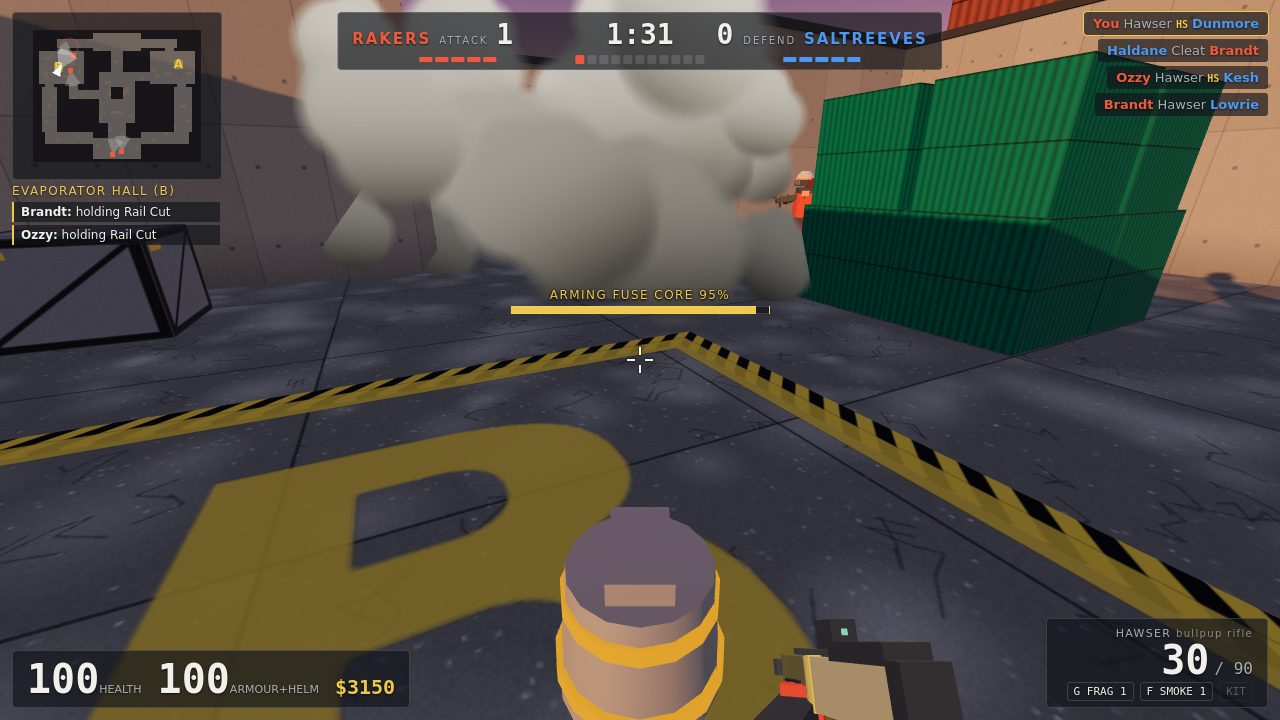 RAKERS ATTACK 1 1:31 0 DEFEND SALTREEVES
You Hawser HS Dunmore
Haldane Cleat Brandt
Ozzy Hawser HS Kesh
Brandt Hawser Lowrie
A
B
EVAPORATOR HALL (B)
Brandt: holding Rail Cut
Ozzy: holding Rail Cut
ARMING FUSE CORE 95%
B
100 HEALTH 100 ARMOUR+HELM $3150
HAWSER bullpup rifle
30 / 90
G FRAG 1 F SMOKE 1 KIT